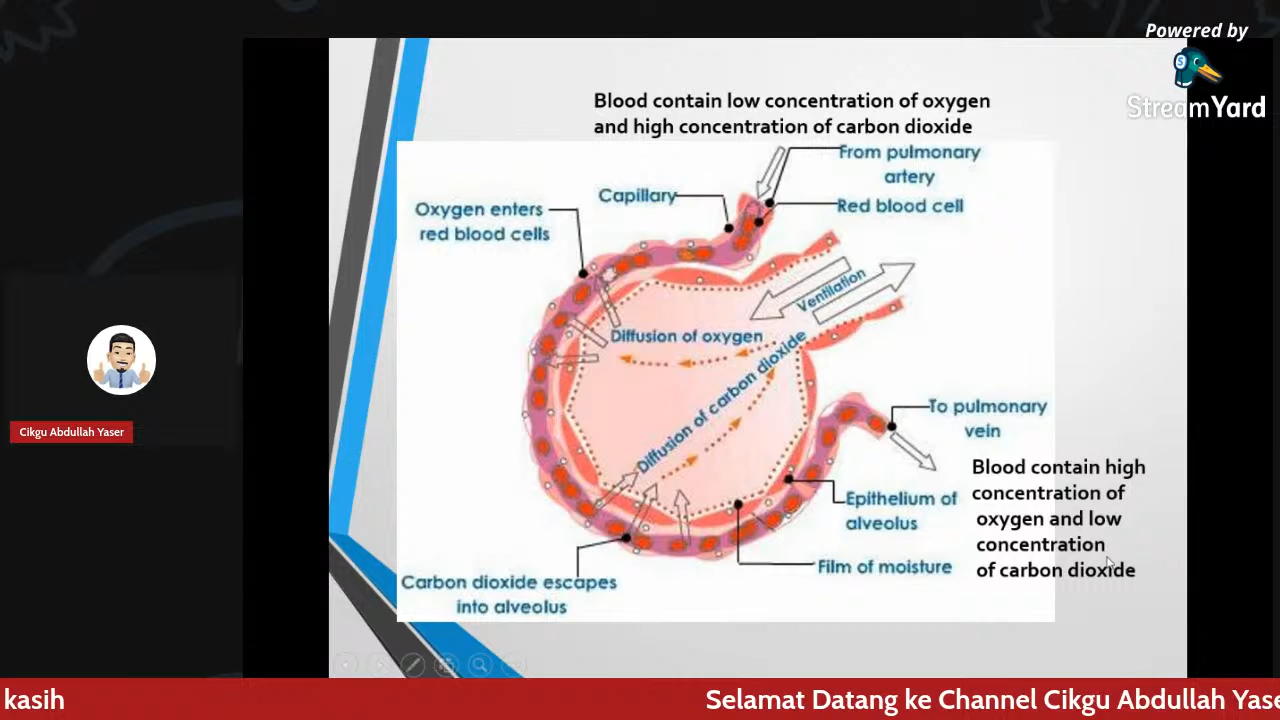 Powered by
StreamYard
Blood contain low concentration of oxygen
and high concentration of carbon dioxide
From pulmonary
artery
Capillary
Red blood cell
Oxygen enters
red blood cells
Ventilation
Diffusion of oxygen
Diffusion of carbon dioxide
To pulmonary
vein
Cikgu Abdullah Yaser
Blood contain high
concentration of
oxygen and low
concentration
of carbon dioxide
Epithelium of
alveolus
Film of moisture
Carbon dioxide escapes
into alveolus
kasih
Selamat Datang ke Channel Cikgu Abdullah Yase